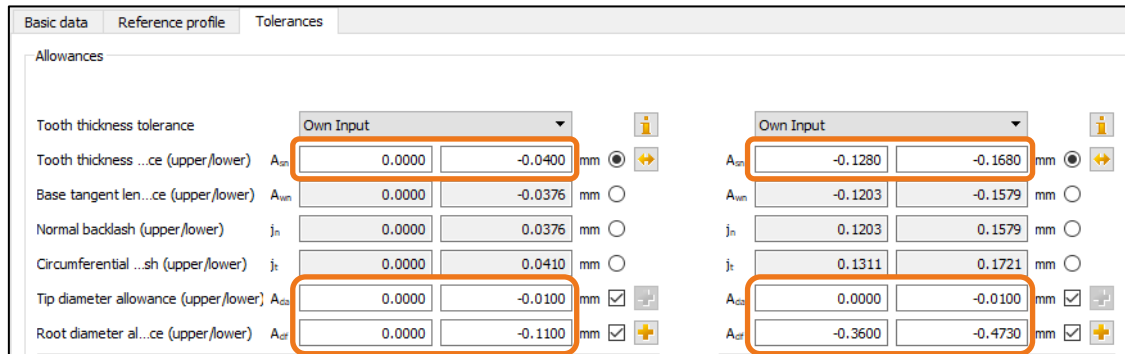 Basic data Reference profile Tolerances
Allowances
Tooth thickness tolerance Own Input Own Input
Tooth thickness ...ce (upper/lower) Asn 0.0000 -0.0400 mm Asn -0.1280 -0.1680 mm
Base tangent len...ce (upper/lower) Awn 0.0000 -0.0376 mm Awn -0.1203 -0.1579 mm
Normal backlash (upper/lower) jn 0.0000 0.0376 mm jn 0.1203 0.1579 mm
Circumferential ...sh (upper/lower) jt 0.0000 0.0410 mm jt 0.1311 0.1721 mm
Tip diameter allowance (upper/lower) Ada 0.0000 -0.0100 mm Ada 0.0000 -0.0100 mm
Root diameter al...ce (upper/lower) Adf 0.0000 -0.1100 mm Adf -0.3600 -0.4730 mm